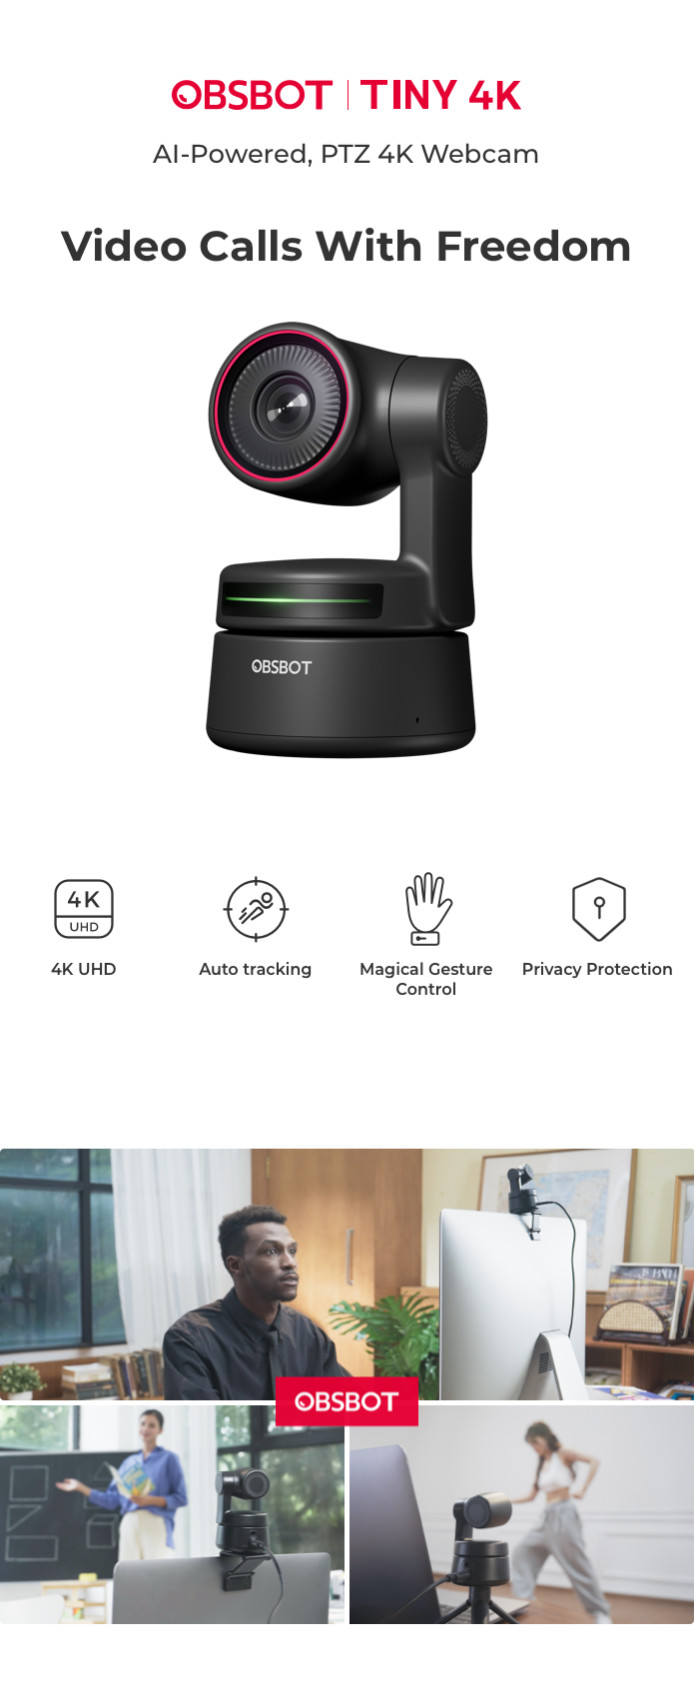 OBSBOT | TINY 4K
AI-Powered, PTZ 4K Webcam
Video Calls With Freedom
OBSBOT
4K
UHD
4K UHD
Auto tracking
Magical Gesture
Control
Privacy Protection
OBSBOT